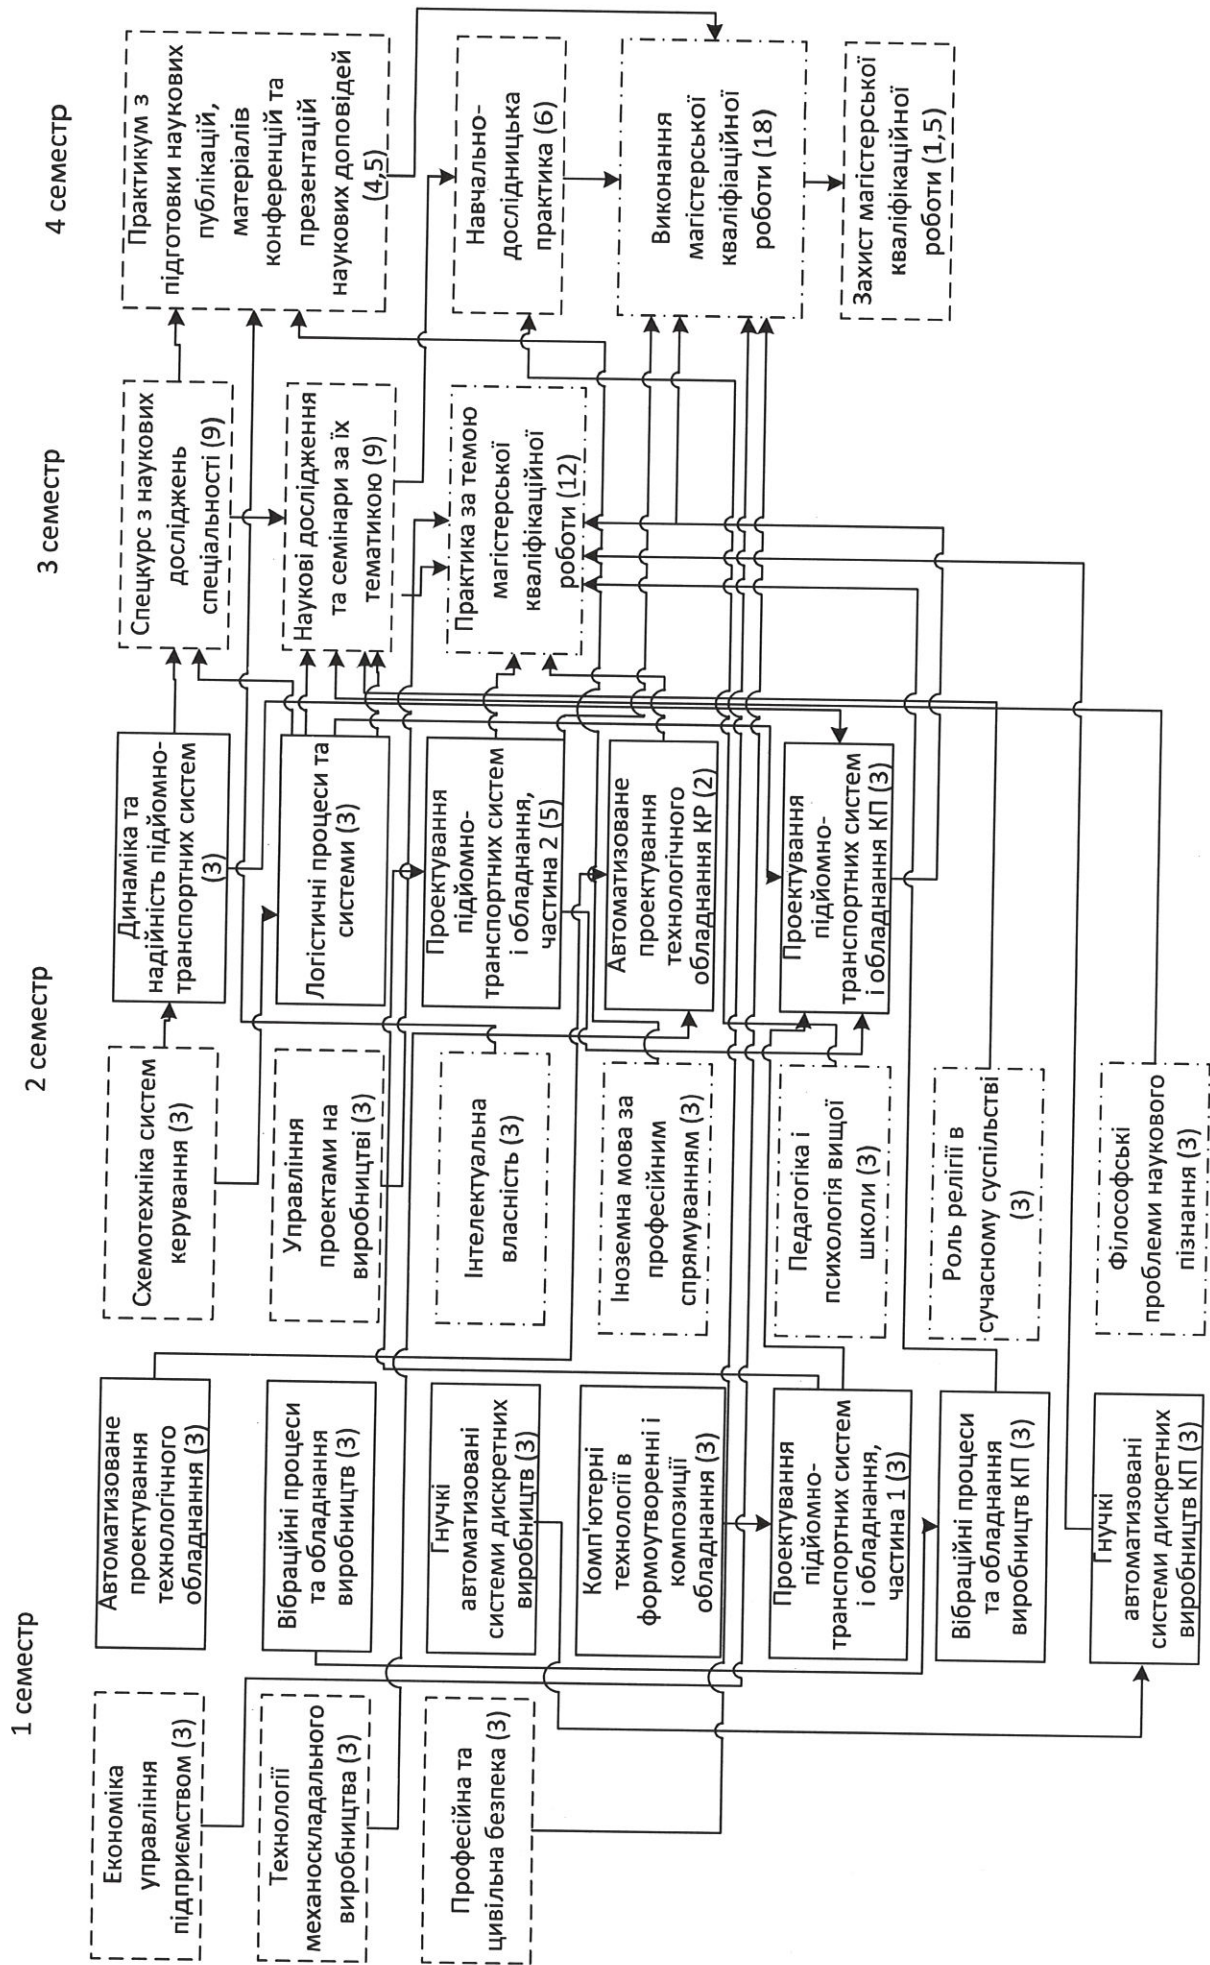 1 семестр
2 семестр
3 семестр
4 семестр
Економіка
управління
підприємством (3)
Технології
механоскладального
виробництва (3)
Професійна та
цивільна безпека (3)
Автоматизоване
проектування
технологічного
обладнання (3)
Вібраційні процеси
та обладнання
виробництв (3)
Гнучкі
автоматизовані
системи дискретних
виробництв (3)
Комп'ютерні
технології в
формоутворенні і
композиції
обладнання (3)
Проектування
підйомно-
транспортних систем
і обладнання,
частина 1 (3)
Вібраційні процеси
та обладнання
виробництв КП (3)
Гнучкі
автоматизовані
системи дискретних
виробництв КП (3)
Схемотехніка систем
керування (3)
Управління
проектами на
виробництві (3)
Інтелектуальна
власність (3)
Іноземна мова за
професійним
спрямуванням (3)
Педагогіка і
психологія вищої
школи (3)
Роль релігії в
сучасному суспільстві
(3)
Філософські
проблеми наукового
пізнання (3)
Динаміка та
надійність підйомно-
транспортних систем
(3)
Логістичні процеси та
системи (3)
Проектування
підйомно-
транспортних систем
і обладнання,
частина 2 (5)
Автоматизоване
проектування
технологічного
обладнання КР (2)
Проектування
підйомно-
транспортних систем
і обладнання КП (3)
Спецкурс з наукових
досліджень
спеціальності (9)
Наукові дослідження
та семінари за їх
тематикою (9)
Практика за темою
магістерської
кваліфікаційної
роботи (12)
Практикум з
підготовки наукових
публікацій,
матеріалів
конференцій та
презентацій
наукових доповідей
(4,5)
Навчально-
дослідницька
практика (6)
Виконання
магістерської
кваліфіаційної
роботи (18)
Захист магістерської
кваліфікаційної
роботи (1,5)